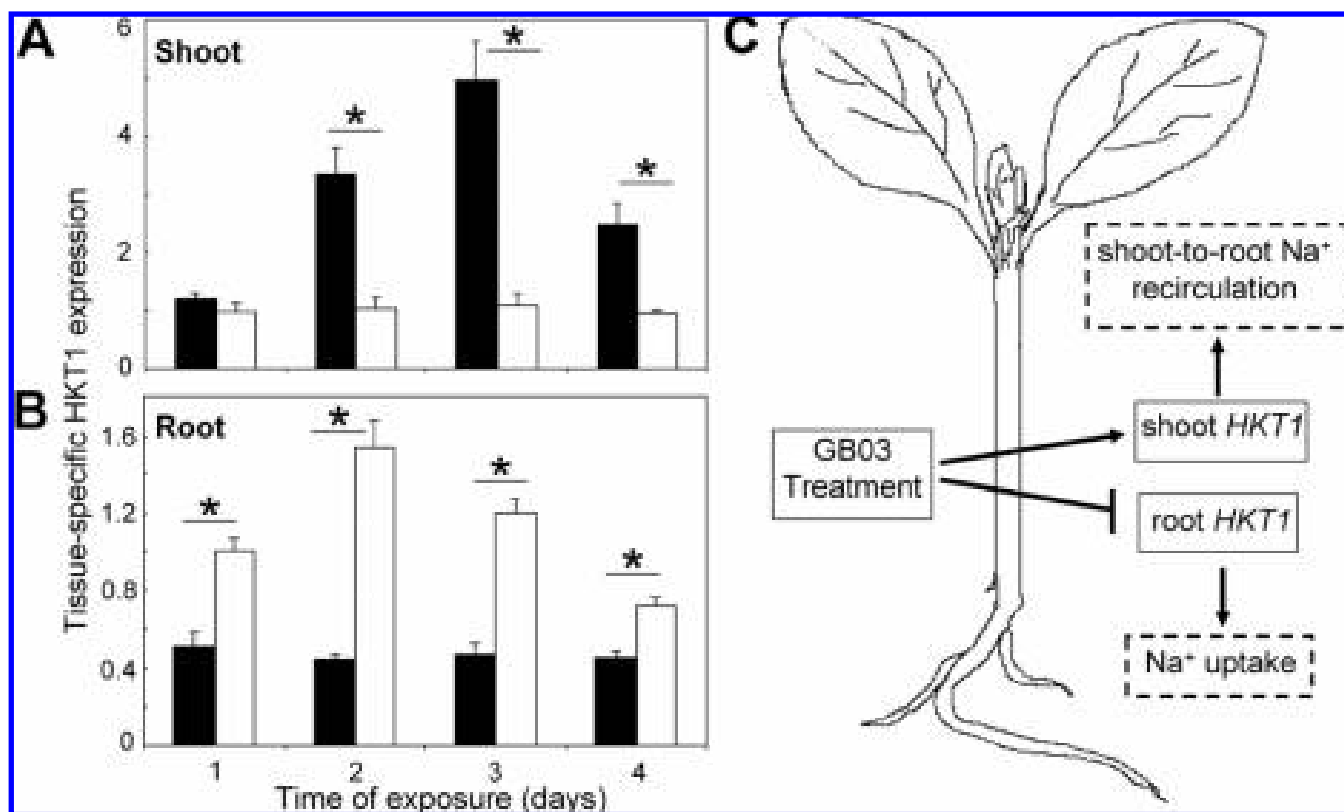 A
Shoot
6
4
2
0
*
*
*
B
Root
1.6
1.2
0.8
0.4
0
*
*
*
*
Tissue-specific HKT1 expression
1
2
3
4
Time of exposure (days)
C
shoot-to-root Na⁺
recirculation
shoot HKT1
GB03
Treatment
root HKT1
Na⁺ uptake